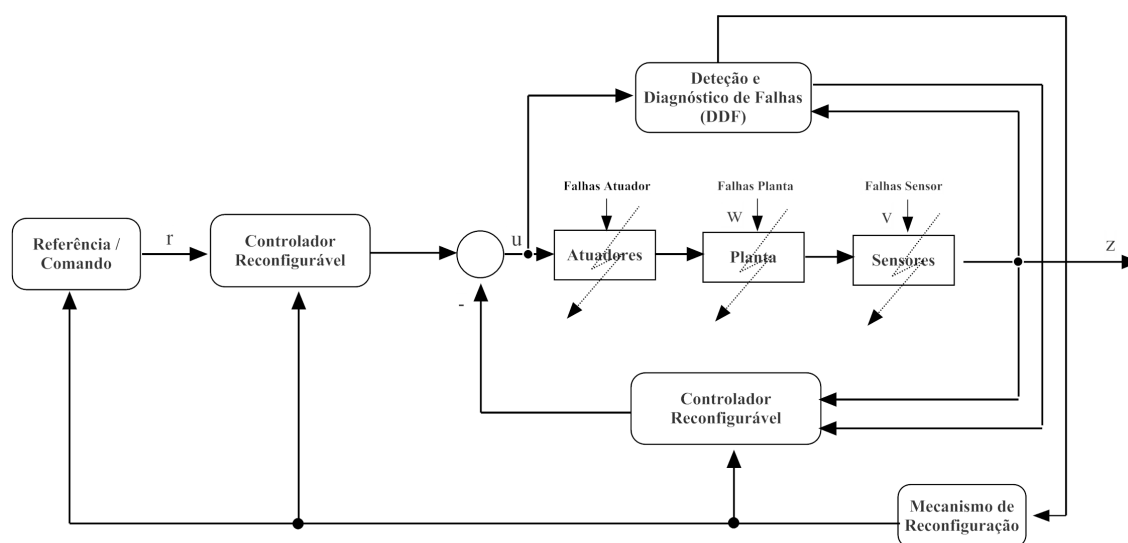 Deteção e
Diagnóstico de Falhas
(DDF)
Falhas Atuador
Falhas Planta
Falhas Sensor
w
v
Referência /
Comando
r
Controlador
Reconfigurável
u
Atuadores
Planta
Sensores
z
-
Controlador
Reconfigurável
Mecanismo de
Reconfiguração